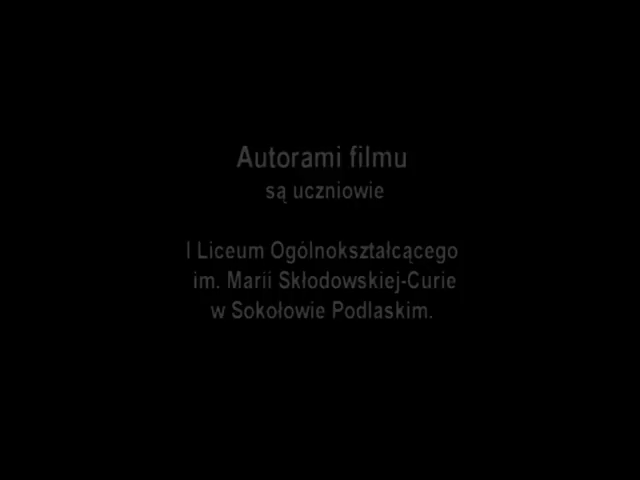 Autorami filmu
są uczniowie
I Liceum Ogólnokształcącego
im. Marii Skłodowskiej-Curie
w Sokołowie Podlaskim.